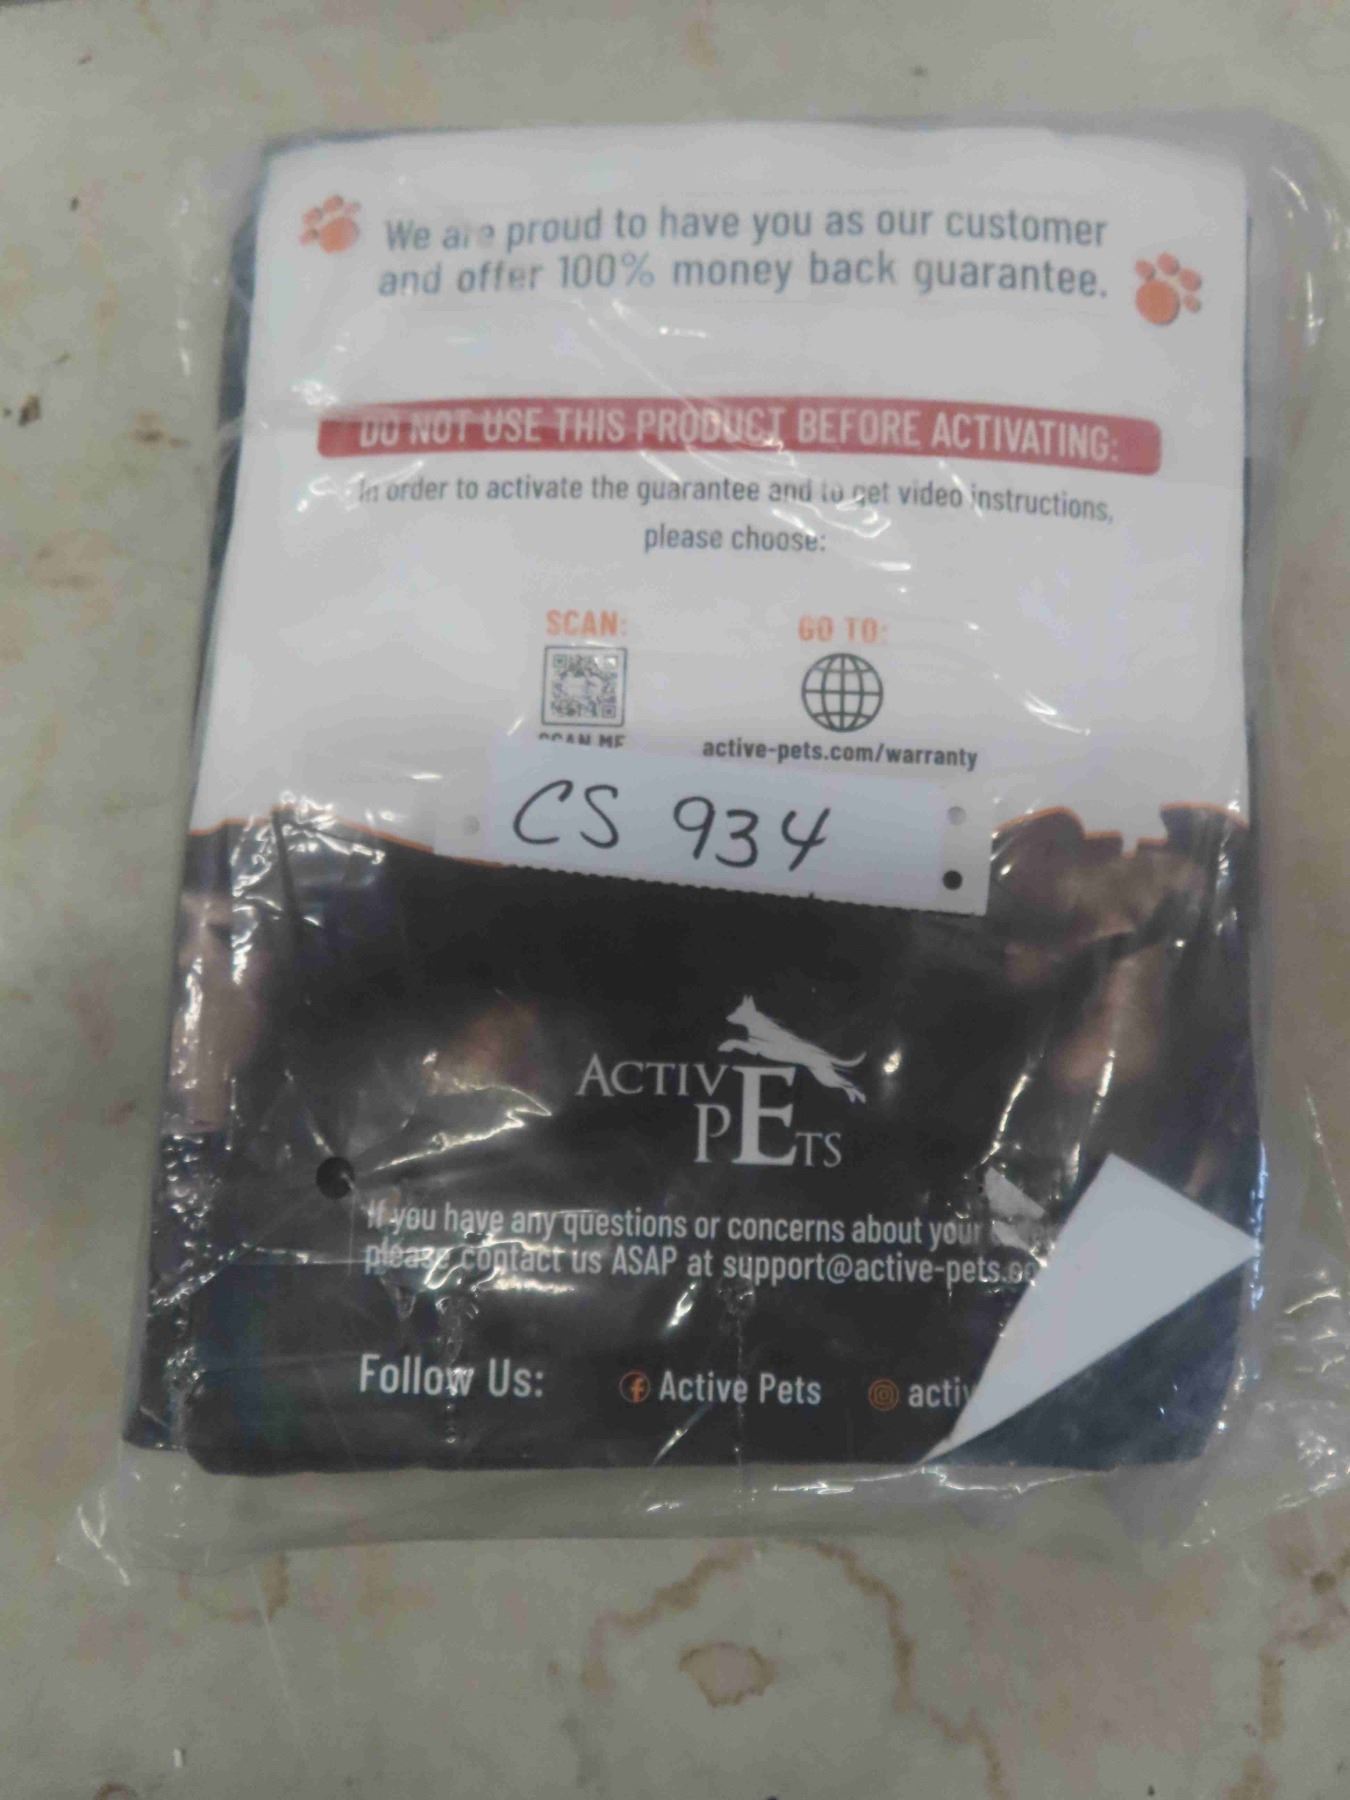 We are proud to have you as our customer
and offer 100% money back guarantee.
DO NOT USE THIS PRODUCT BEFORE ACTIVATING:
In order to activate the guarantee and to get video instructions,
please choose:
SCAN:
GO TO:
SCAN ME
active-pets.com/warranty
CS 934
ACTIVE
PETS
If you have any questions or concerns about your
please contact us ASAP at support@active-pets.
Follow Us:
Active Pets
activ